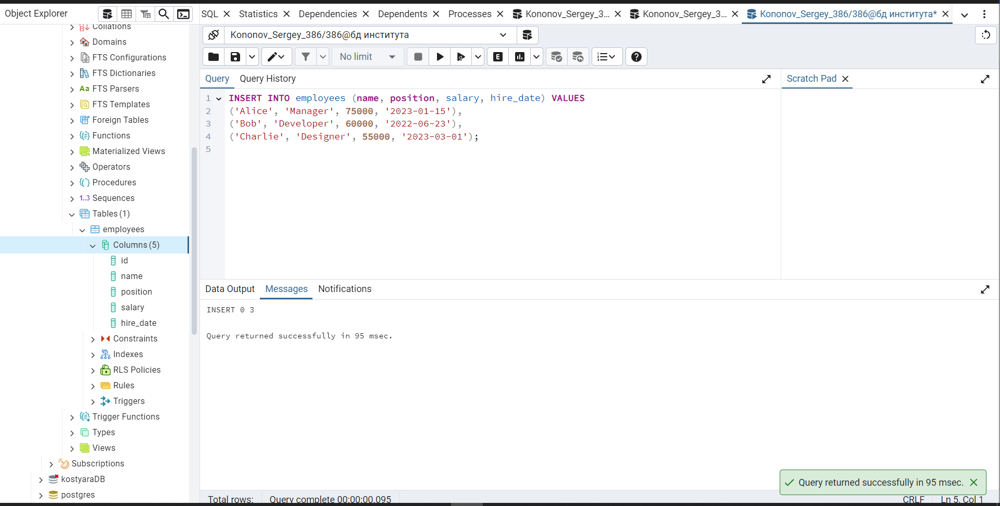 Object Explorer
SQL
Statistics
Dependencies
Dependents
Processes
Kononov_Sergey_3...
Kononov_Sergey_3...
Kononov_Sergey_386/386@бд института*
Collations
Domains
FTS Configurations
FTS Dictionaries
Aa FTS Parsers
FTS Templates
Foreign Tables
Functions
Materialized Views
Operators
Procedures
1..3 Sequences
Tables (1)
employees
Columns (5)
id
name
position
salary
hire_date
Constraints
Indexes
RLS Policies
Rules
Triggers
Trigger Functions
Types
Views
Subscriptions
kostyaraDB
postgres
Kononov_Sergey_386/386@бд института
No limit
E
Query
Query History
Scratch Pad
1 INSERT INTO employees (name, position, salary, hire_date) VALUES
2 ('Alice', 'Manager', 75000, '2023-01-15'),
3 ('Bob', 'Developer', 60000, '2022-06-23'),
4 ('Charlie', 'Designer', 55000, '2023-03-01');
5
Data Output
Messages
Notifications
INSERT 0 3
Query returned successfully in 95 msec.
Query returned successfully in 95 msec.
Total rows:
Query complete 00:00:00.095
CRLF
Ln 5, Col 1